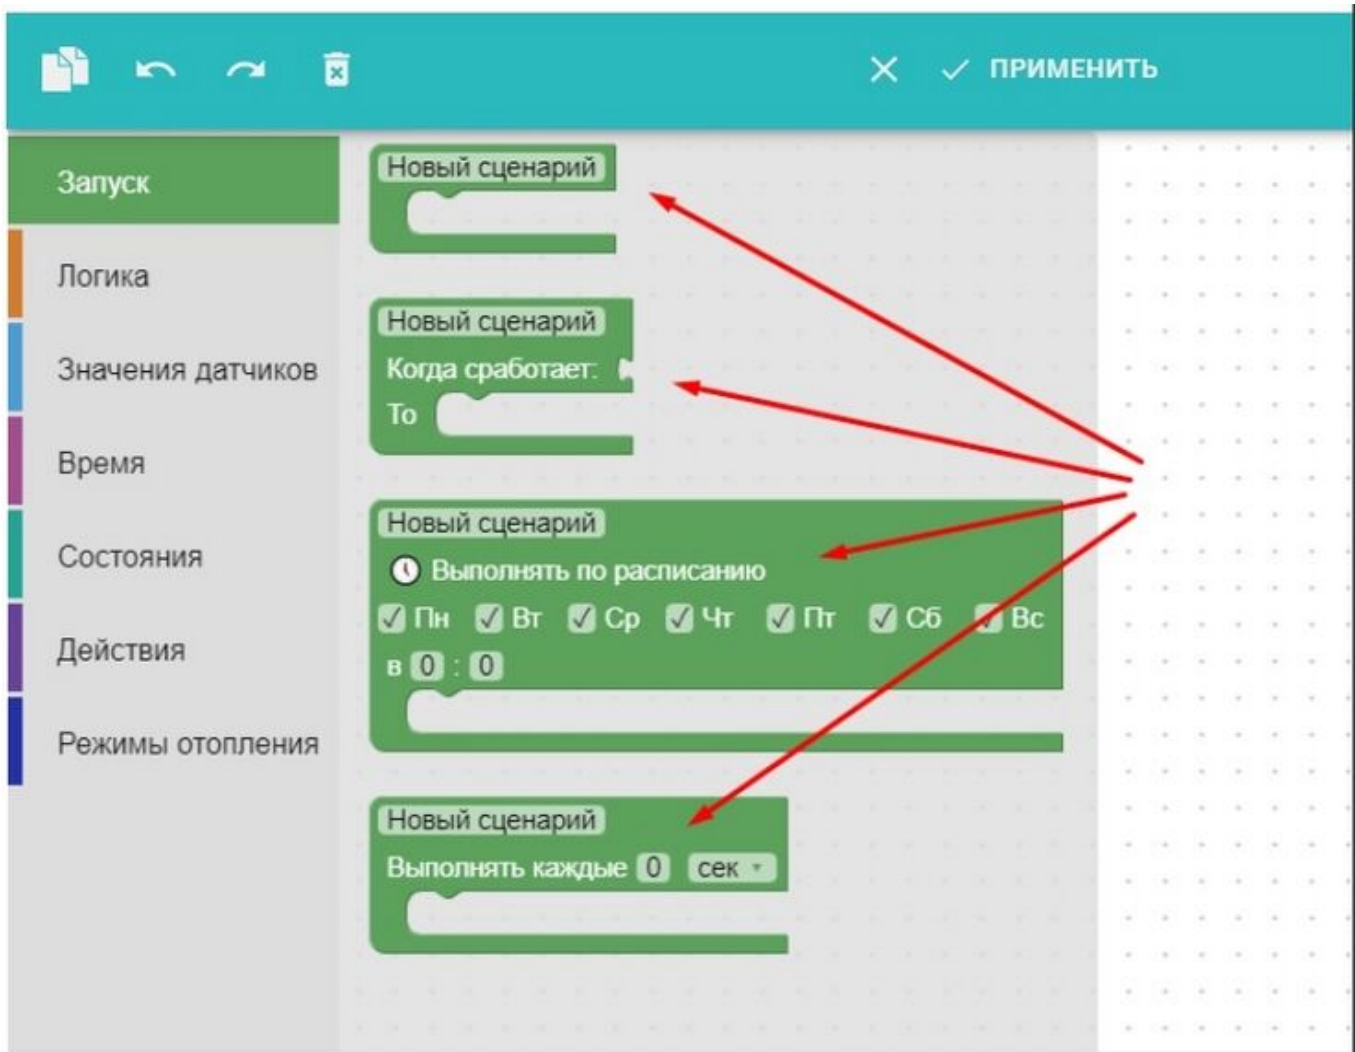 ПРИМЕНИТЬ
Запуск
Логика
Значения датчиков
Время
Состояния
Действия
Режимы отопления
Новый сценарий
Новый сценарий
Когда сработает:
То
Новый сценарий
Выполнять по расписанию
Пн Вт Ср Чт Пт Сб Вс
в 0 : 0
Новый сценарий
Выполнять каждые 0 сек